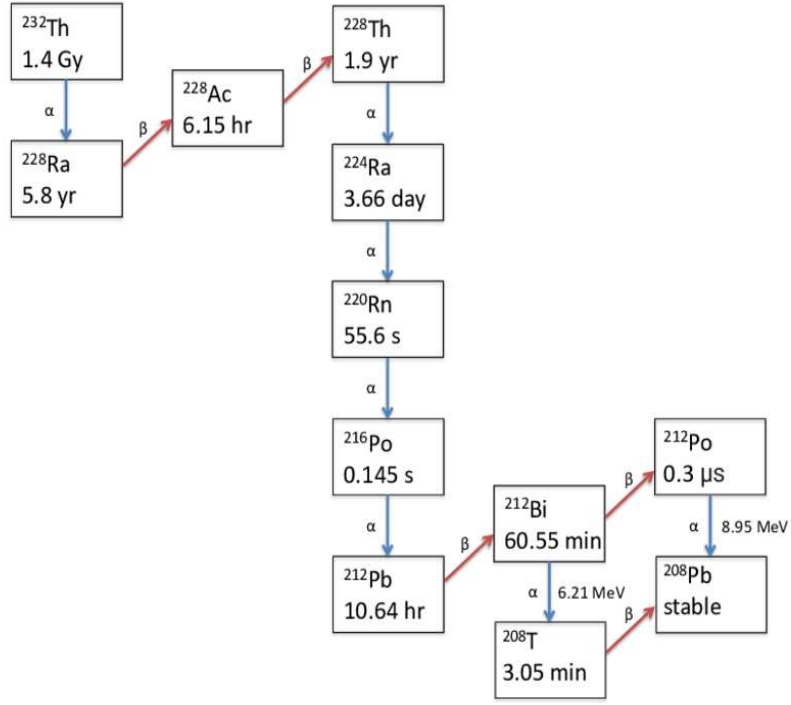 ²³²Th
1.4 Gy
α
²²⁸Ra
5.8 yr
β
²²⁸Ac
6.15 hr
β
²²⁸Th
1.9 yr
α
²²⁴Ra
3.66 day
α
²²⁰Rn
55.6 s
α
²¹⁶Po
0.145 s
α
²¹²Pb
10.64 hr
β
²¹²Bi
60.55 min
β
²¹²Po
0.3 µs
α 8.95 MeV
α 6.21 MeV
²⁰⁸T
3.05 min
β
²⁰⁸Pb
stable